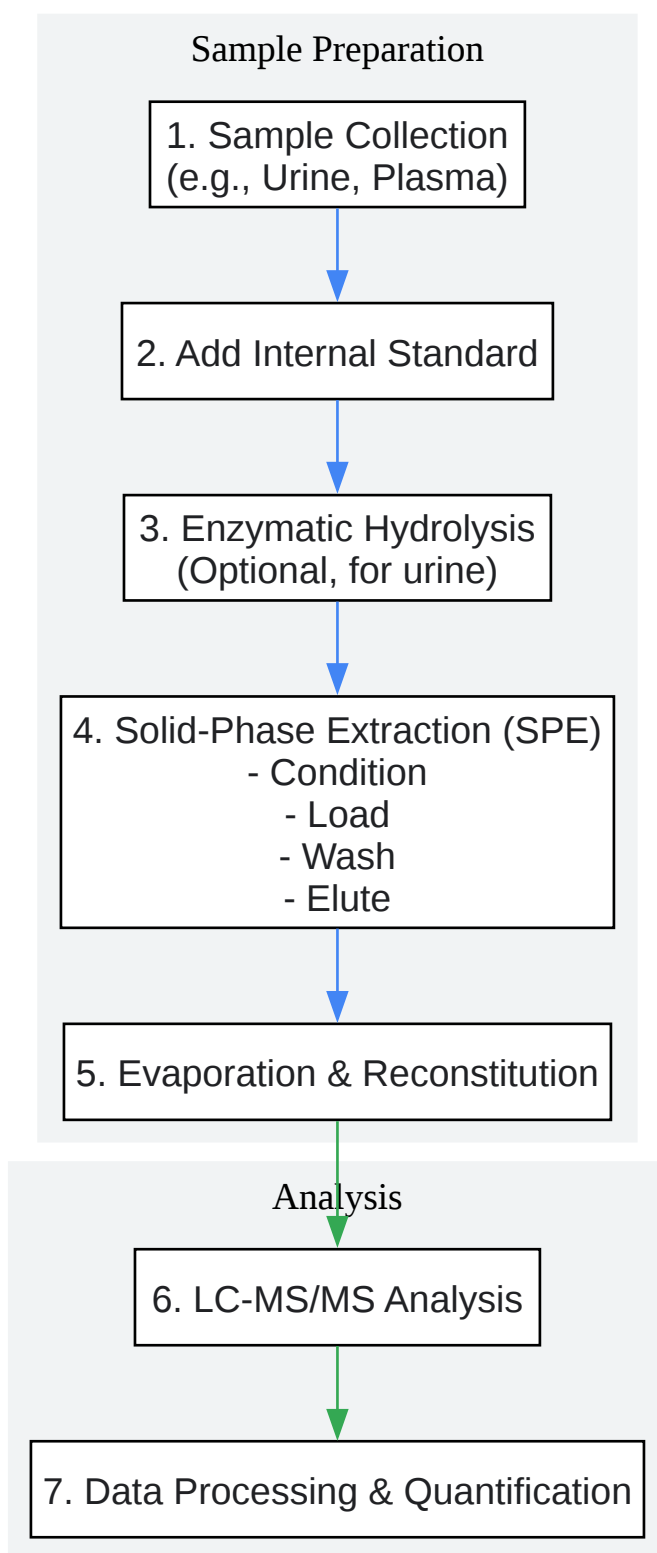 Sample Preparation
1. Sample Collection
(e.g., Urine, Plasma)
2. Add Internal Standard
3. Enzymatic Hydrolysis
(Optional, for urine)
4. Solid-Phase Extraction (SPE)
- Condition
- Load
- Wash
- Elute
5. Evaporation & Reconstitution
Analysis
6. LC-MS/MS Analysis
7. Data Processing & Quantification